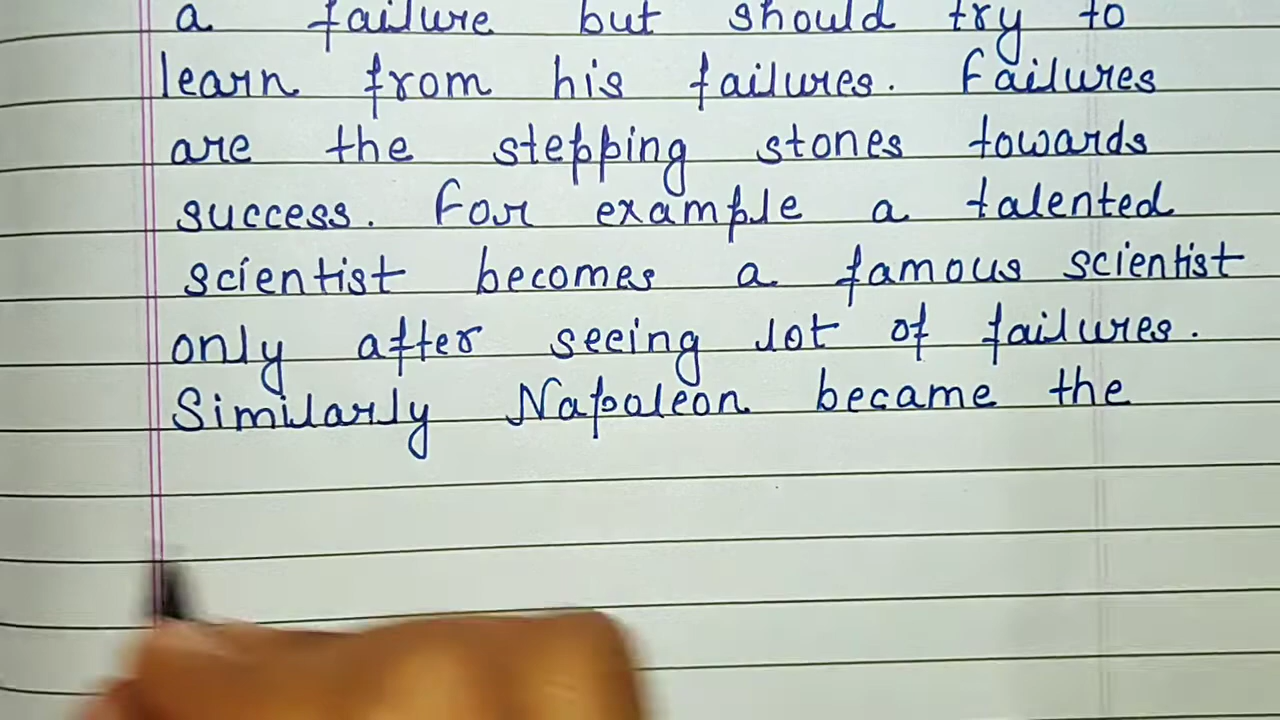 a failure but should try to
learn from his failures. Failures
are the stepping stones towards
success. For example a talented
scientist becomes a famous scientist
only after seeing lot of failures.
Similarly Napoleon became the